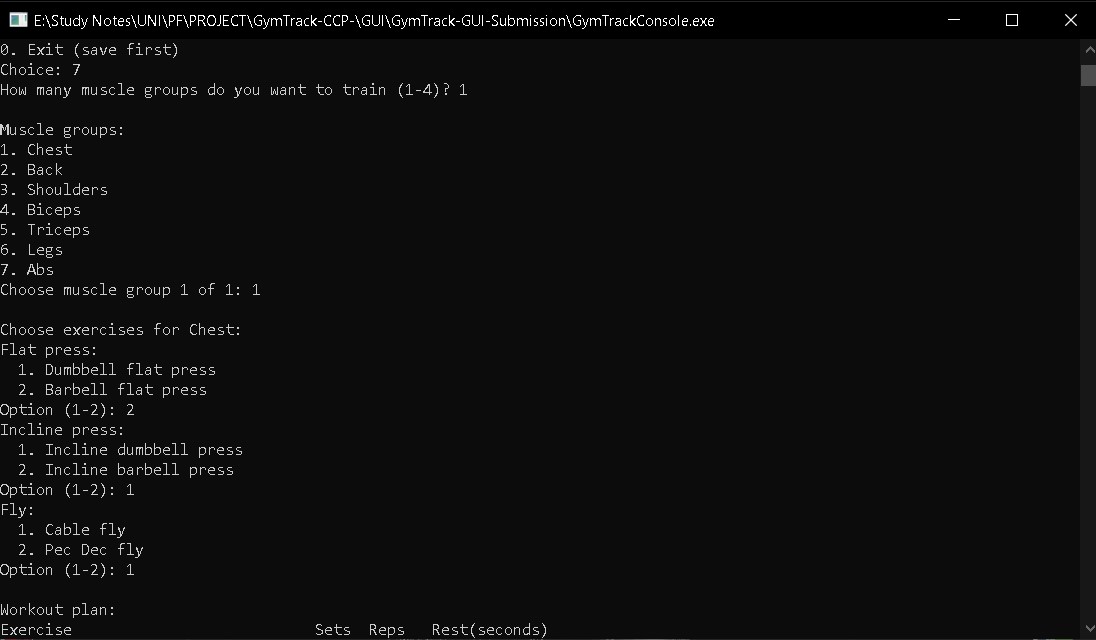 E:\Study Notes\UNI\PF\PROJECT\GymTrack-CCP-\GUI\GymTrack-GUI-Submission\GymTrackConsole.exe
0. Exit (save first)
Choice: 7
How many muscle groups do you want to train (1-4)? 1
Muscle groups:
1. Chest
2. Back
3. Shoulders
4. Biceps
5. Triceps
6. Legs
7. Abs
Choose muscle group 1 of 1: 1
Choose exercises for Chest:
Flat press:
  1. Dumbbell flat press
  2. Barbell flat press
Option (1-2): 2
Incline press:
  1. Incline dumbbell press
  2. Incline barbell press
Option (1-2): 1
Fly:
  1. Cable fly
  2. Pec Dec fly
Option (1-2): 1
Workout plan:
Exercise                           Sets  Reps   Rest(seconds)